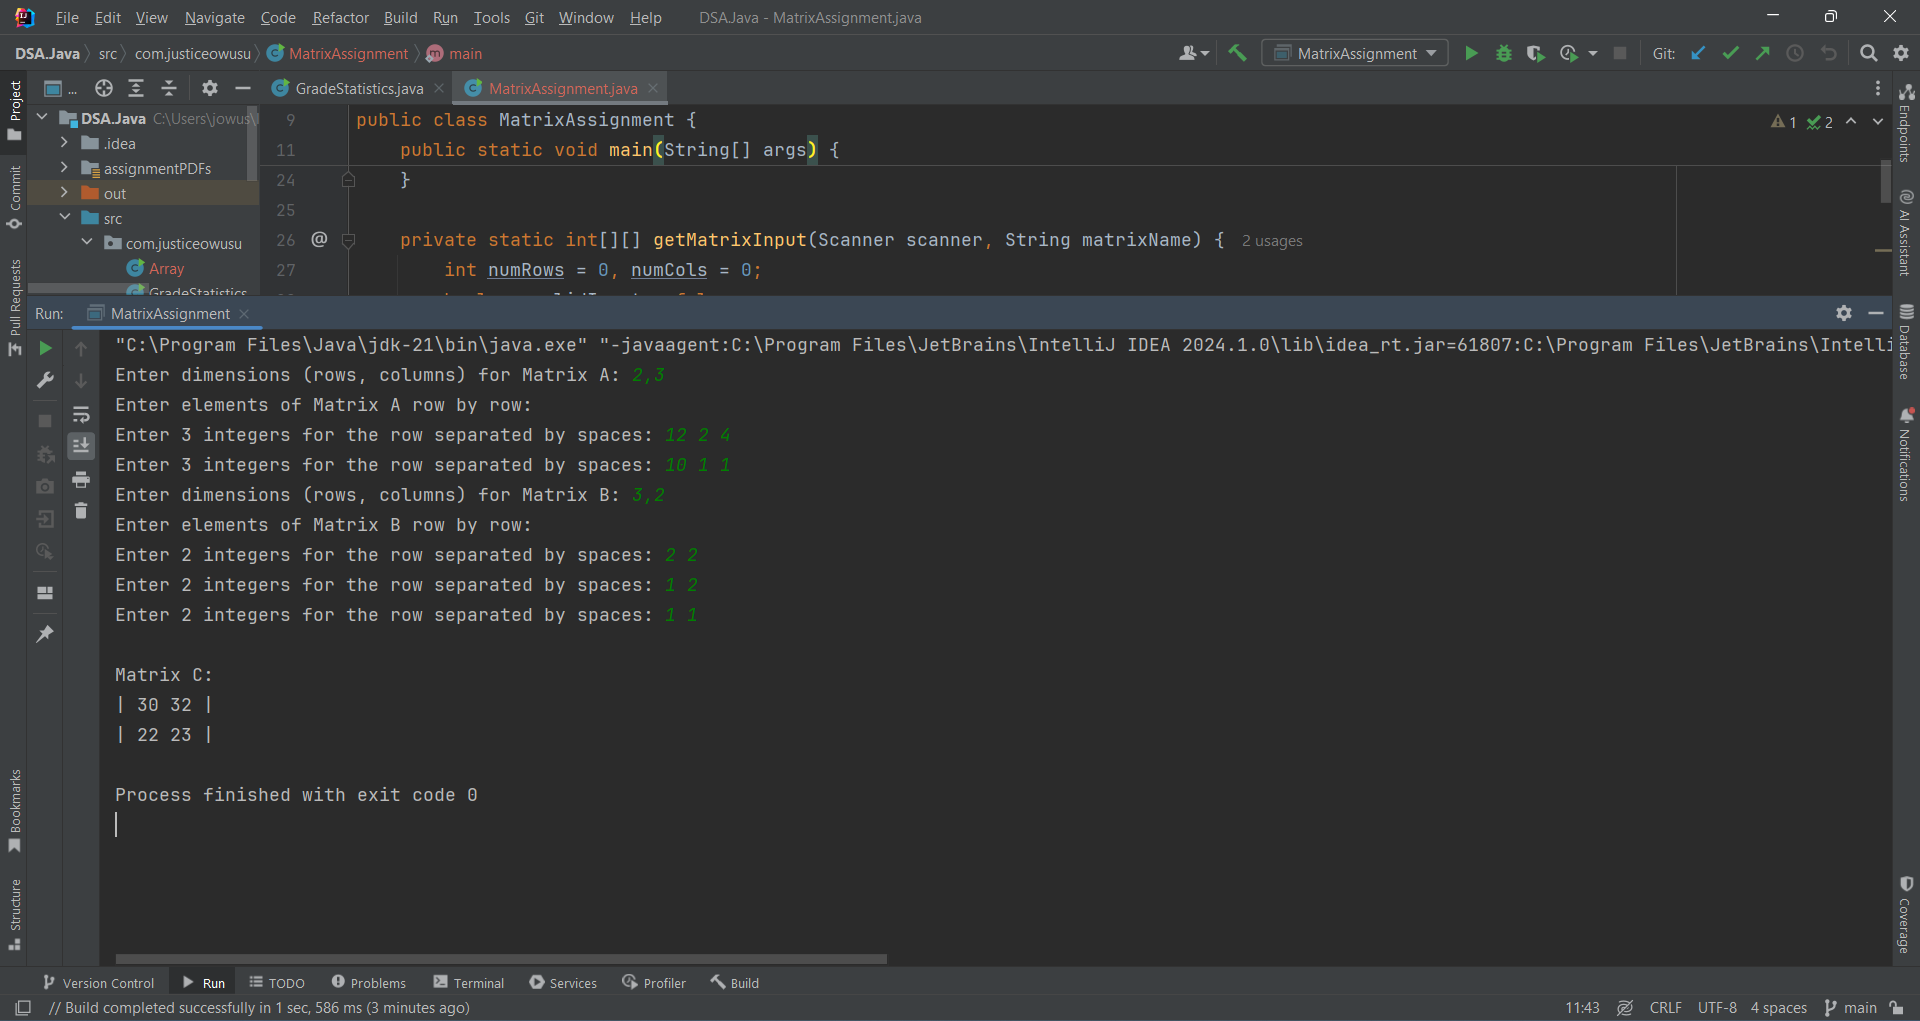 File Edit View Navigate Code Refactor Build Run Tools Git Window Help DSA.Java - MatrixAssignment.java
DSA.Java src com.justiceowusu MatrixAssignment main MatrixAssignment Git:
Project ... GradeStatistics.java MatrixAssignment.java
DSA.Java C:\Users\jowus\
.idea
assignmentPDFs
out
src
com.justiceowusu
Array
GradeStatistics
9 public class MatrixAssignment {
11 public static void main(String[] args) {
24 }
25
26 @ private static int[][] getMatrixInput(Scanner scanner, String matrixName) { 2 usages
27 int numRows = 0, numCols = 0;
1 2
Commit
Pull Requests
Bookmarks
Structure
Endpoints
AI Assistant
Database
Notifications
Coverage
Run: MatrixAssignment
"C:\Program Files\Java\jdk-21\bin\java.exe" "-javaagent:C:\Program Files\JetBrains\IntelliJ IDEA 2024.1.0\lib\idea_rt.jar=61807:C:\Program Files\JetBrains\Intelli
Enter dimensions (rows, columns) for Matrix A: 2,3
Enter elements of Matrix A row by row:
Enter 3 integers for the row separated by spaces: 12 2 4
Enter 3 integers for the row separated by spaces: 10 1 1
Enter dimensions (rows, columns) for Matrix B: 3,2
Enter elements of Matrix B row by row:
Enter 2 integers for the row separated by spaces: 2 2
Enter 2 integers for the row separated by spaces: 1 2
Enter 2 integers for the row separated by spaces: 1 1
Matrix C:
| 30 32 |
| 22 23 |
Process finished with exit code 0
Version Control Run TODO Problems Terminal Services Profiler Build
// Build completed successfully in 1 sec, 586 ms (3 minutes ago) 11:43 CRLF UTF-8 4 spaces main